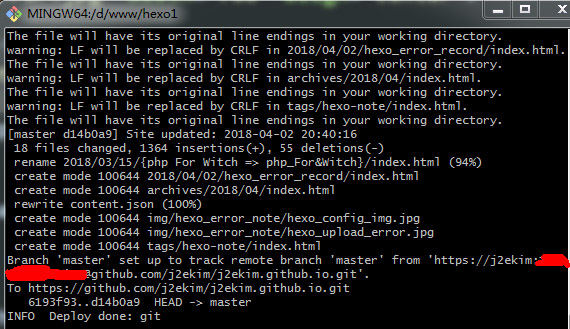 MINGW64:/d/www/hexo1
The file will have its original line endings in your working directory.
warning: LF will be replaced by CRLF in 2018/04/02/hexo_error_record/index.html.
The file will have its original line endings in your working directory.
warning: LF will be replaced by CRLF in archives/2018/04/index.html.
The file will have its original line endings in your working directory.
warning: LF will be replaced by CRLF in tags/hexo-note/index.html.
The file will have its original line endings in your working directory.
[master d14b0a9] Site updated: 2018-04-02 20:40:16
18 files changed, 1364 insertions(+), 55 deletions(-)
rename 2018/03/15/{php For Witch => php_For&Witch}/index.html (94%)
create mode 100644 2018/04/02/hexo_error_record/index.html
create mode 100644 archives/2018/04/index.html
rewrite content.json (100%)
create mode 100644 img/hexo_error_note/hexo_config_img.jpg
create mode 100644 img/hexo_error_note/hexo_upload_error.jpg
create mode 100644 tags/hexo-note/index.html
Branch 'master' set up to track remote branch 'master' from 'https://j2ekim:
@github.com/j2ekim/j2ekim.github.io.git'.
To https://github.com/j2ekim/j2ekim.github.io.git
6193f93..d14b0a9  HEAD -> master
INFO  Deploy done: git